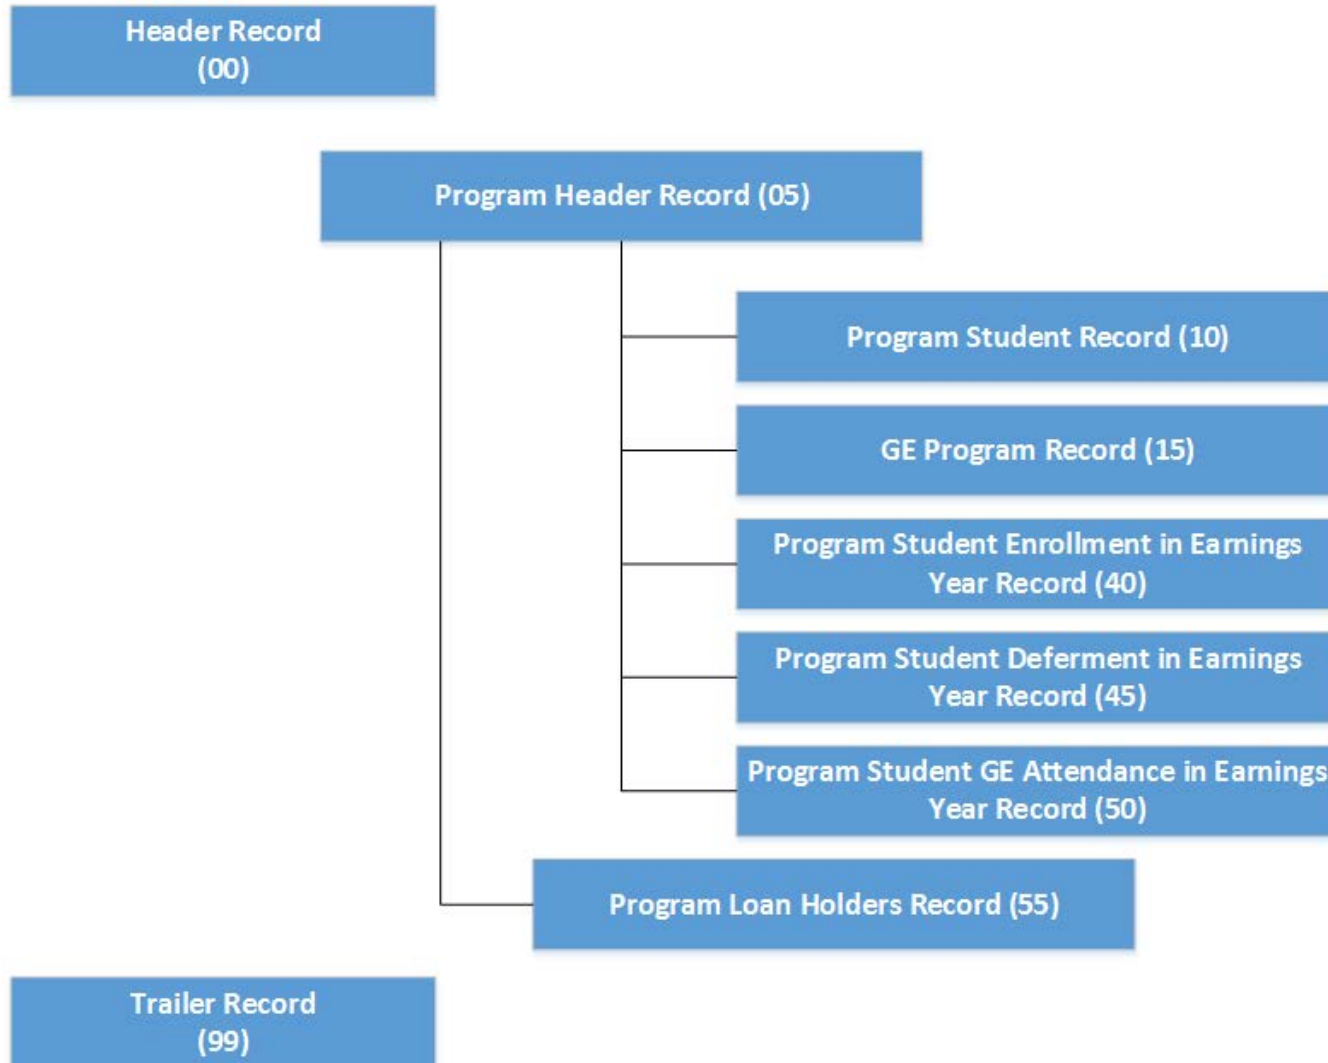 Header Record
(00)
Program Header Record (05)
Program Student Record (10)
GE Program Record (15)
Program Student Enrollment in Earnings
Year Record (40)
Program Student Deferment in Earnings
Year Record (45)
Program Student GE Attendance in Earnings
Year Record (50)
Program Loan Holders Record (55)
Trailer Record
(99)